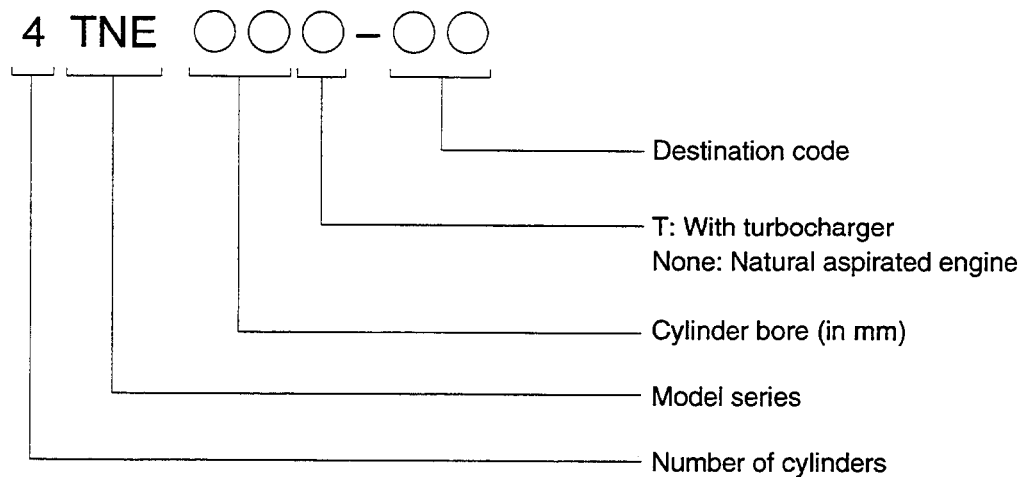 4 TNE ○○○-○○
Destination code
T: With turbocharger
None: Natural aspirated engine
Cylinder bore (in mm)
Model series
Number of cylinders